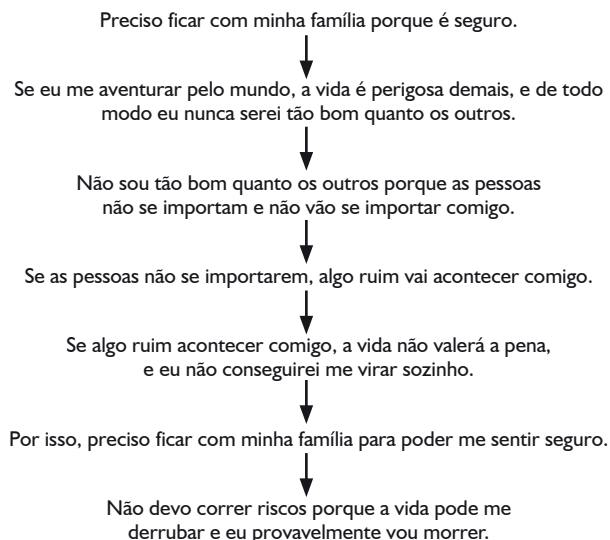 Preciso ficar com minha família porque é seguro.
Se eu me aventurar pelo mundo, a vida é perigosa demais, e de todo
modo eu nunca serei tão bom quanto os outros.
Não sou tão bom quanto os outros porque as pessoas
não se importam e não vão se importar comigo.
Se as pessoas não se importarem, algo ruim vai acontecer comigo.
Se algo ruim acontecer comigo, a vida não valerá a pena,
e eu não conseguirei me virar sozinho.
Por isso, preciso ficar com minha família para poder me sentir seguro.
Não devo correr riscos porque a vida pode me
derrubar e eu provavelmente vou morrer.